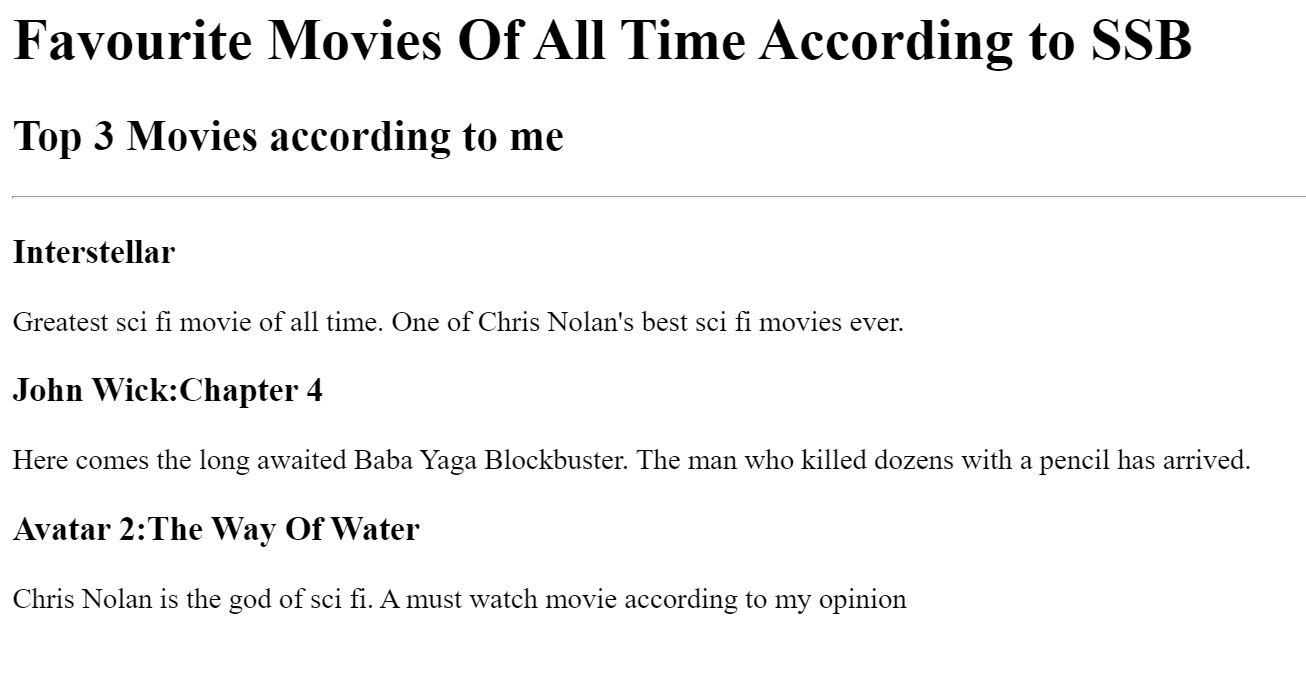 Favourite Movies Of All Time According to SSB
Top 3 Movies according to me
Interstellar
Greatest sci fi movie of all time. One of Chris Nolan's best sci fi movies ever.
John Wick:Chapter 4
Here comes the long awaited Baba Yaga Blockbuster. The man who killed dozens with a pencil has arrived.
Avatar 2:The Way Of Water
Chris Nolan is the god of sci fi. A must watch movie according to my opinion